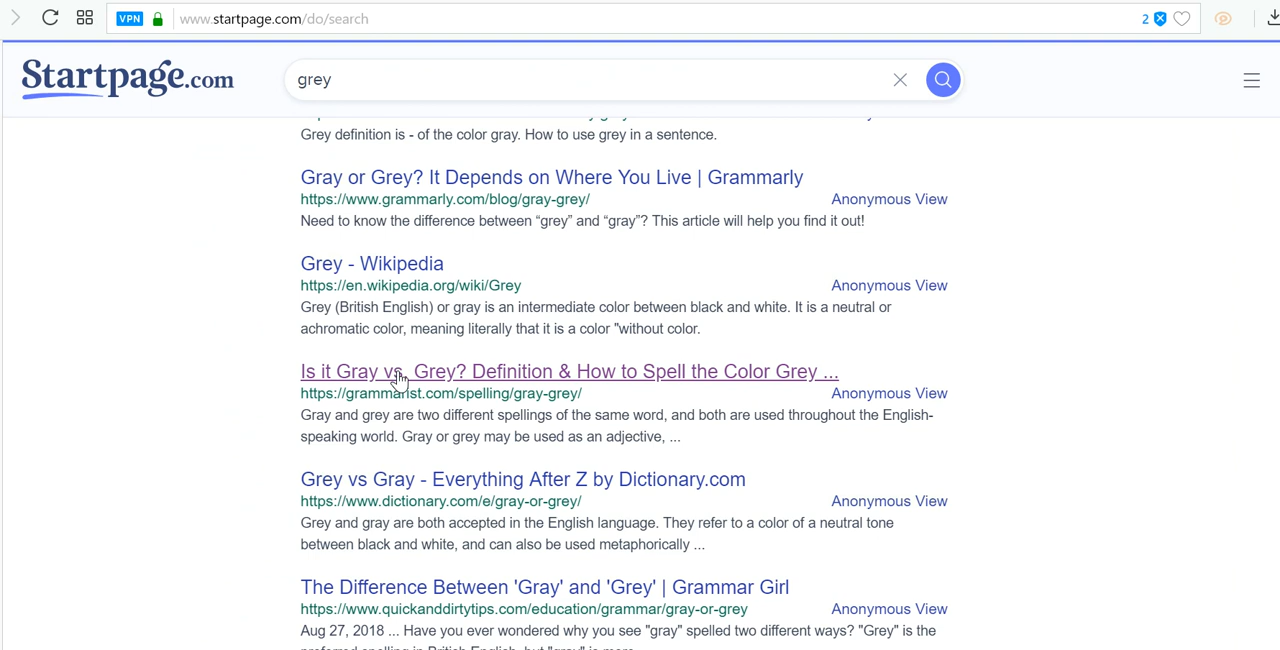 VPN www.startpage.com/do/search 2
Startpage.com grey
Grey definition is - of the color gray. How to use grey in a sentence.
Gray or Grey? It Depends on Where You Live | Grammarly
https://www.grammarly.com/blog/gray-grey/ Anonymous View
Need to know the difference between “grey” and “gray”? This article will help you find it out!
Grey - Wikipedia
https://en.wikipedia.org/wiki/Grey Anonymous View
Grey (British English) or gray is an intermediate color between black and white. It is a neutral or
achromatic color, meaning literally that it is a color "without color.
Is it Gray vs. Grey? Definition & How to Spell the Color Grey ...
https://grammarist.com/spelling/gray-grey/ Anonymous View
Gray and grey are two different spellings of the same word, and both are used throughout the English-
speaking world. Gray or grey may be used as an adjective, ...
Grey vs Gray - Everything After Z by Dictionary.com
https://www.dictionary.com/e/gray-or-grey/ Anonymous View
Grey and gray are both accepted in the English language. They refer to a color of a neutral tone
between black and white, and can also be used metaphorically ...
The Difference Between 'Gray' and 'Grey' | Grammar Girl
https://www.quickanddirtytips.com/education/grammar/gray-or-grey Anonymous View
Aug 27, 2018 ... Have you ever wondered why you see "gray" spelled two different ways? "Grey" is the